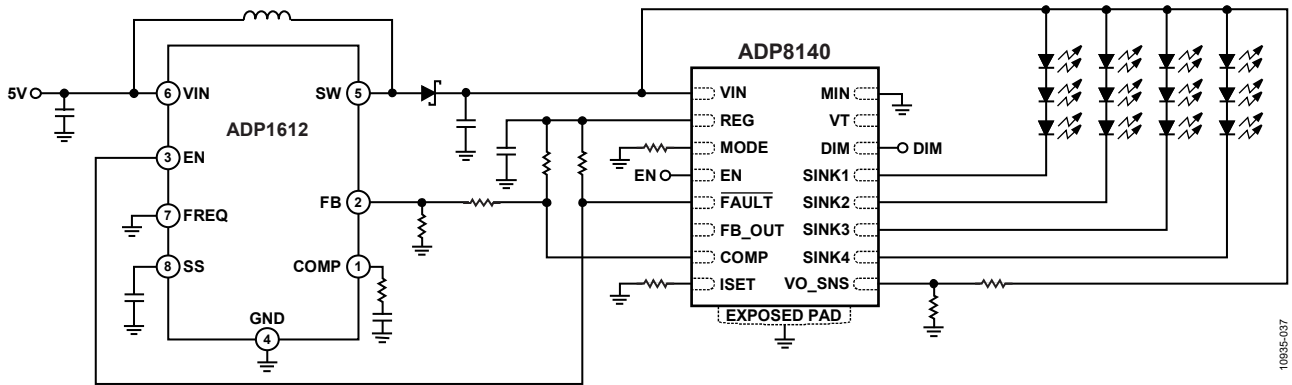 5V
ADP1612
6 VIN
SW 5
3 EN
7 FREQ
FB 2
8 SS
COMP 1
GND
4
ADP8140
VIN
REG
MODE
EN
EN
FAULT
FB_OUT
COMP
ISET
MIN
VT
DIM
DIM
SINK1
SINK2
SINK3
SINK4
VO_SNS
EXPOSED PAD
10935-037